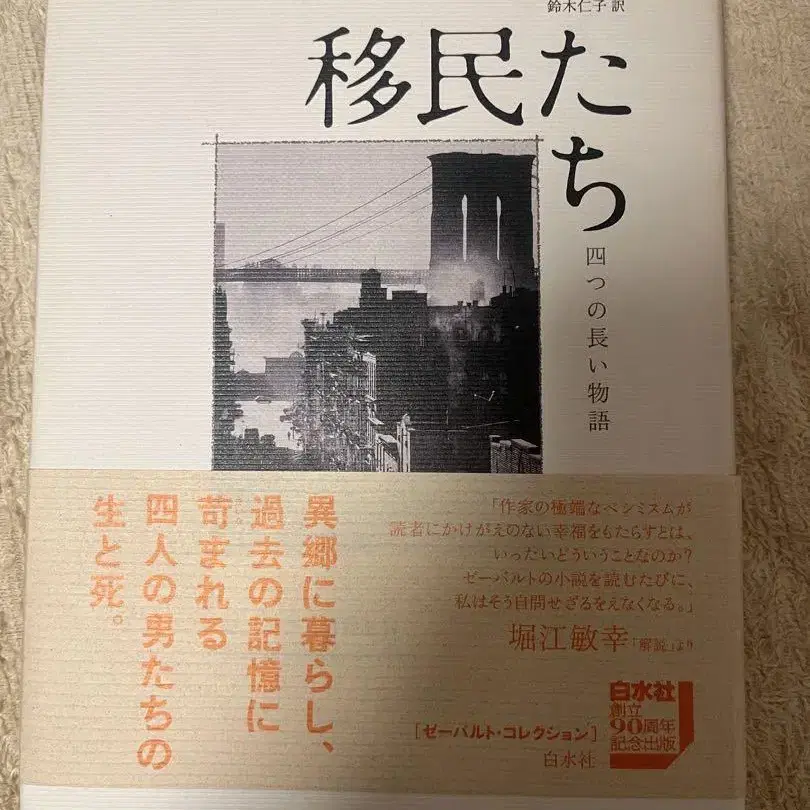 鈴木仁子 訳
移民たち
四つの長い物語
異郷に暮らし、
過去の記憶に
苛まれる
四人の男たちの
生と死。
「作家の極端なペシミズムが
読者にかけがえのない幸福をもたらすとは、
いったいどういうことなのか?
ゼーバルトの小説を読むたびに、
私はそう自問せざるをえなくなる。」
堀江敏幸「解説」より
[ゼーバルト・コレクション]
白水社
白水社
創立
90周年
記念出版